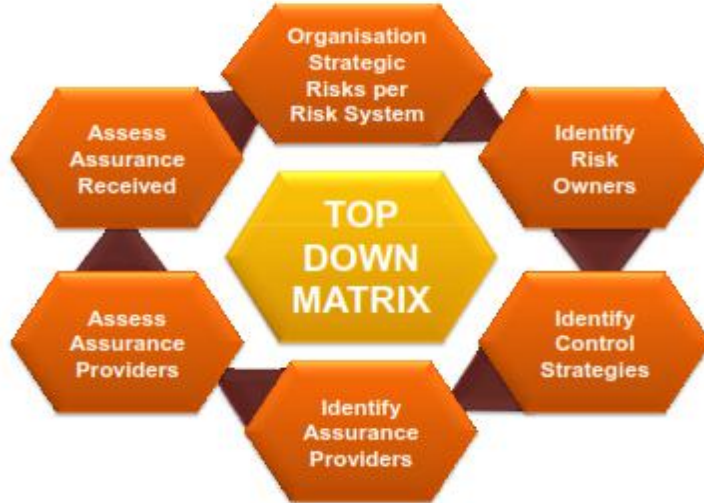 Organisation
Strategic
Risks per
Risk System
Identify
Risk
Owners
Identify
Control
Strategies
Identify
Assurance
Providers
Assess
Assurance
Providers
Assess
Assurance
Received
TOP
DOWN
MATRIX